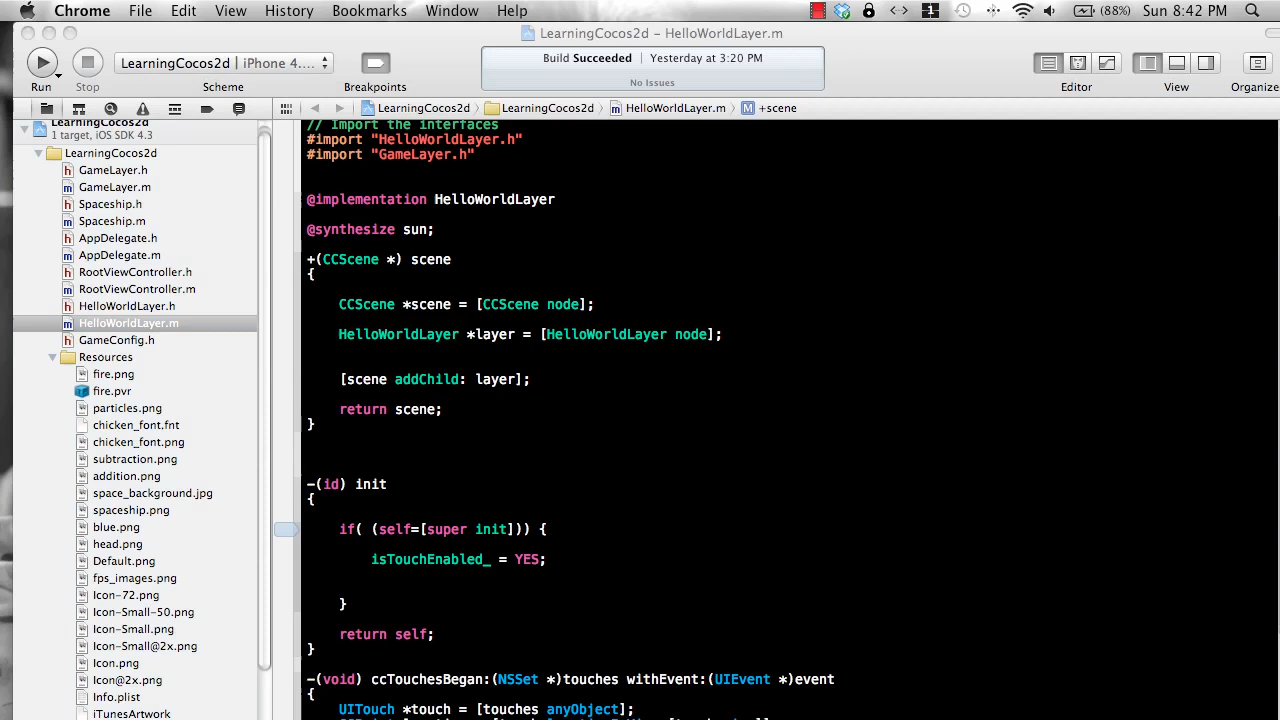 Chrome File Edit View History Bookmarks Window Help 1 (88%) Sun 8:42 PM
LearningCocos2d – HelloWorldLayer.m
Build Succeeded | Yesterday at 3:20 PM
No Issues
LearningCocos2d | iPhone 4....
Run Stop Scheme Breakpoints Editor View Organize
LearningCocos2d LearningCocos2d HelloWorldLayer.m M +scene
LearningCocos2d
1 target, iOS SDK 4.3
LearningCocos2d
GameLayer.h
GameLayer.m
Spaceship.h
Spaceship.m
AppDelegate.h
AppDelegate.m
RootViewController.h
RootViewController.m
HelloWorldLayer.h
HelloWorldLayer.m
GameConfig.h
Resources
fire.png
fire.pvr
particles.png
chicken_font.fnt
chicken_font.png
subtraction.png
addition.png
space_background.jpg
spaceship.png
blue.png
head.png
Default.png
fps_images.png
Icon-72.png
Icon-Small-50.png
Icon-Small.png
Icon-Small@2x.png
Icon.png
Icon@2x.png
Info.plist
iTunesArtwork
// Import the interfaces
#import "HelloWorldLayer.h"
#import "GameLayer.h"
@implementation HelloWorldLayer
@synthesize sun;
+(CCScene *) scene
{
CCScene *scene = [CCScene node];
HelloWorldLayer *layer = [HelloWorldLayer node];
[scene addChild: layer];
return scene;
}
-(id) init
{
if( (self=[super init])) {
isTouchEnabled_ = YES;
}
return self;
}
-(void) ccTouchesBegan:(NSSet *)touches withEvent:(UIEvent *)event
{
UITouch *touch = [touches anyObject];